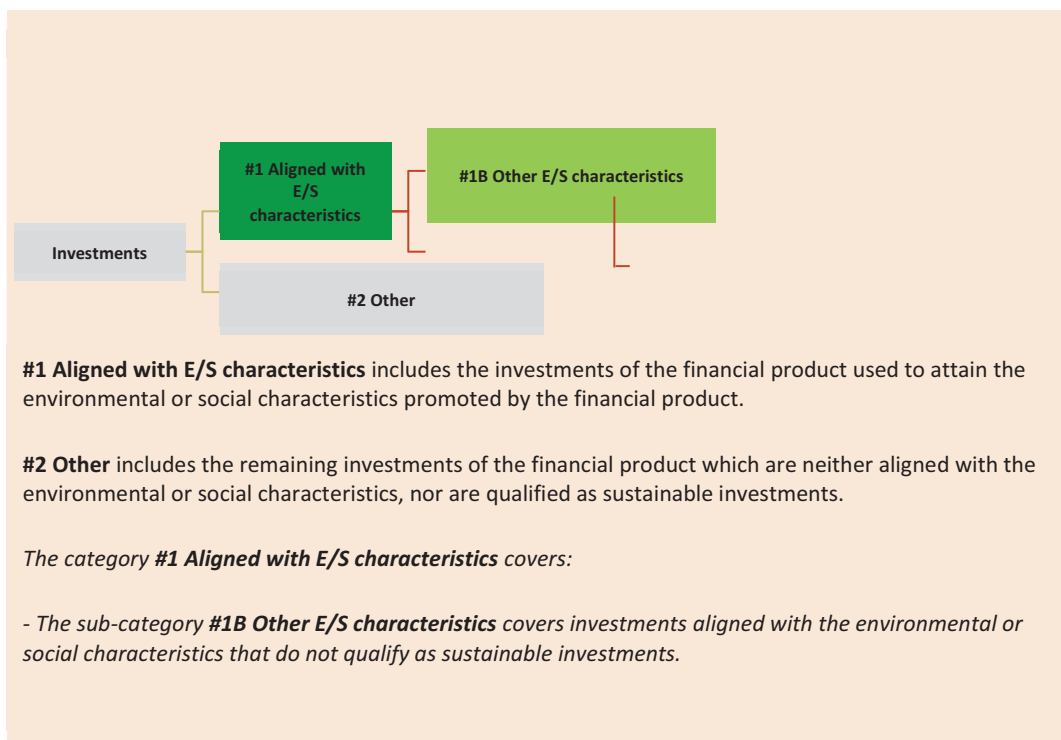 #1 Aligned with
E/S
characteristics
#1B Other E/S characteristics
Investments
#2 Other
#1 Aligned with E/S characteristics includes the investments of the financial product used to attain the
environmental or social characteristics promoted by the financial product.
#2 Other includes the remaining investments of the financial product which are neither aligned with the
environmental or social characteristics, nor are qualified as sustainable investments.
The category #1 Aligned with E/S characteristics covers:
- The sub-category #1B Other E/S characteristics covers investments aligned with the environmental or
social characteristics that do not qualify as sustainable investments.